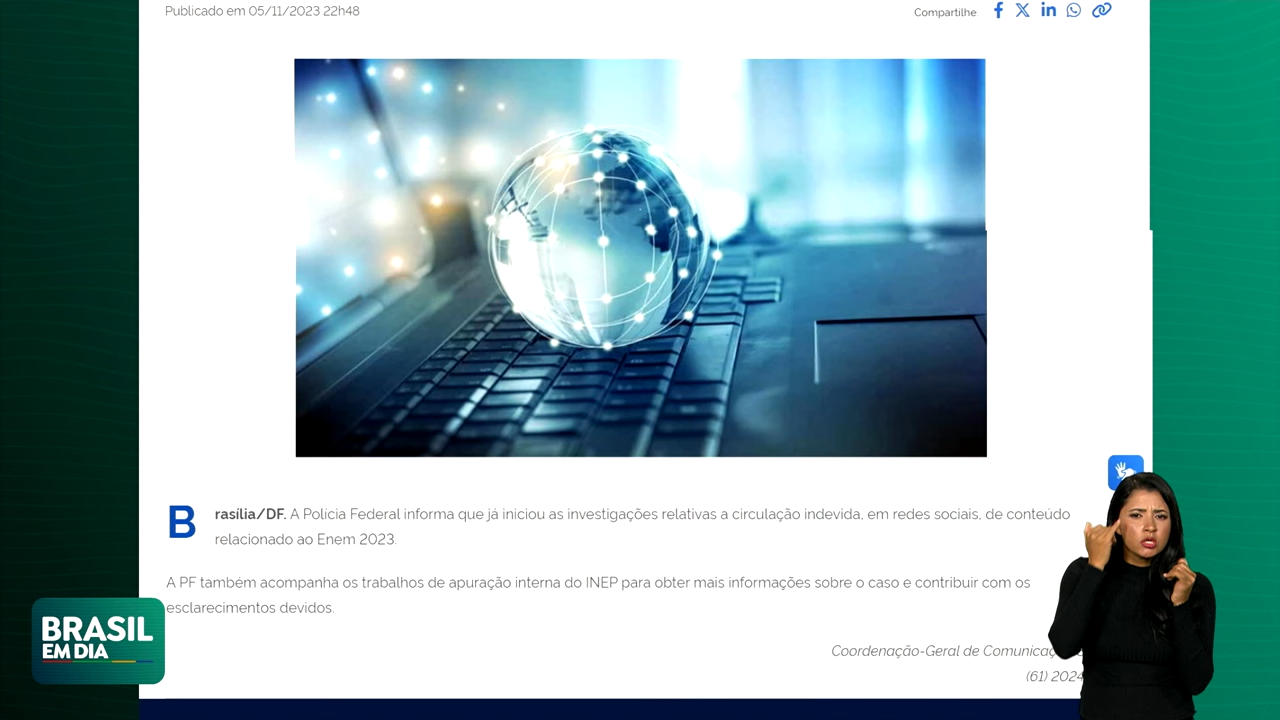 Publicado em 05/11/2023 22h48
Compartilhe
B rasília/DF. A Polícia Federal informa que já iniciou as investigações relativas a circulação indevida, em redes sociais, de conteúdo
relacionado ao Enem 2023.
A PF também acompanha os trabalhos de apuração interna do INEP para obter mais informações sobre o caso e contribuir com os
esclarecimentos devidos.
Coordenação-Geral de
(61) 2024
BRASIL
EM DIA